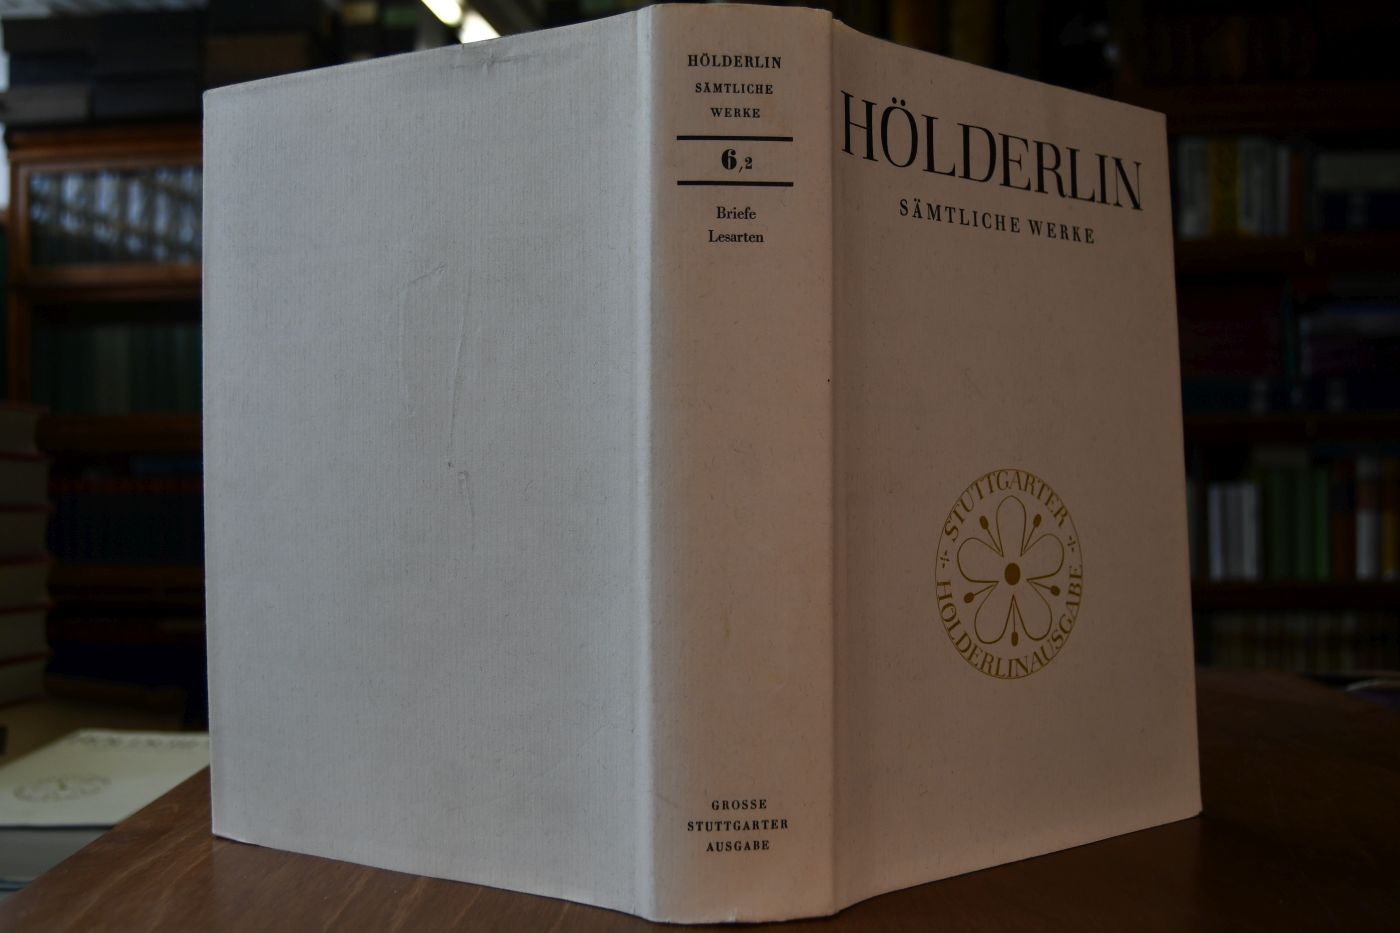 HÖLDERLIN
SÄMTLICHE
WERKE
6,2
Briefe
Lesarten
GROSSE
STUTTGARTER
AUSGABE
HÖLDERLIN
SÄMTLICHE WERKE
STUTTGARTER
HÖLDERLINAUSGABE